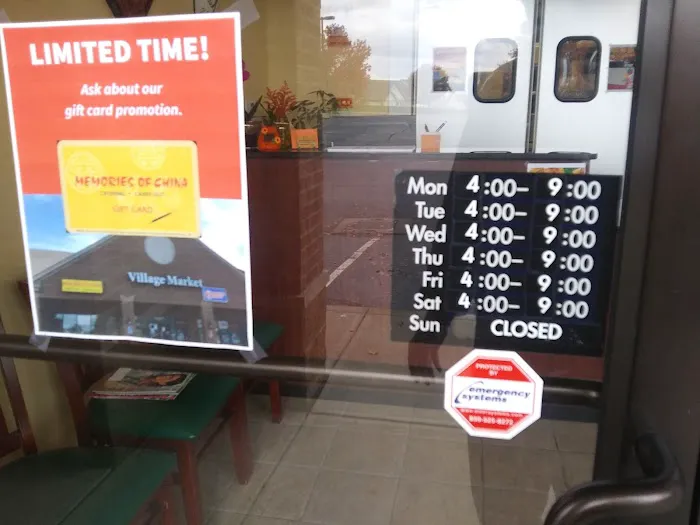 LIMITED TIME!
Ask about our
gift card promotion.
MEMORIES OF CHINA
GIFT CARD
Village Market
Mon 4:00– 9:00
Tue 4:00– 9:00
Wed 4:00– 9:00
Thu 4:00– 9:00
Fri 4:00– 9:00
Sat 4:00– 9:00
Sun CLOSED
PROTECTED
BY
emergency
systems